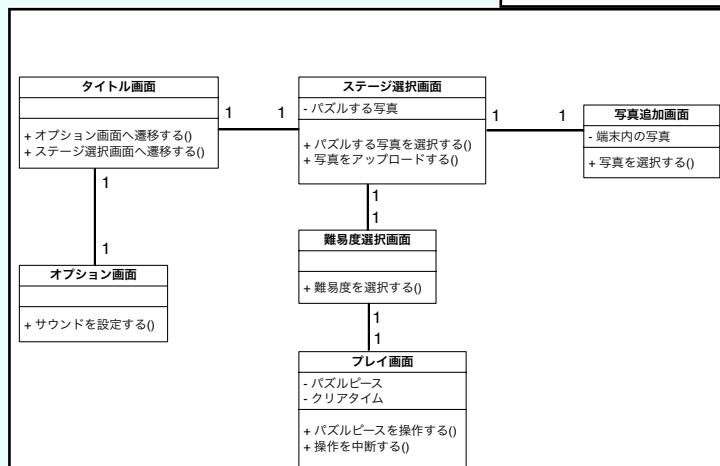 タイトル画面
+ オプション画面へ遷移する()
+ ステージ選択画面へ遷移する()
1
1
ステージ選択画面
- パズルする写真
+ パズルする写真を選択する()
+ 写真をアップロードする()
1
1
写真追加画面
- 端末内の写真
+ 写真を選択する()
1
1
オプション画面
+ サウンドを設定する()
1
1
難易度選択画面
+ 難易度を選択する()
1
1
プレイ画面
- パズルピース
- クリアタイム
+ パズルピースを操作する()
+ 操作を中断する()